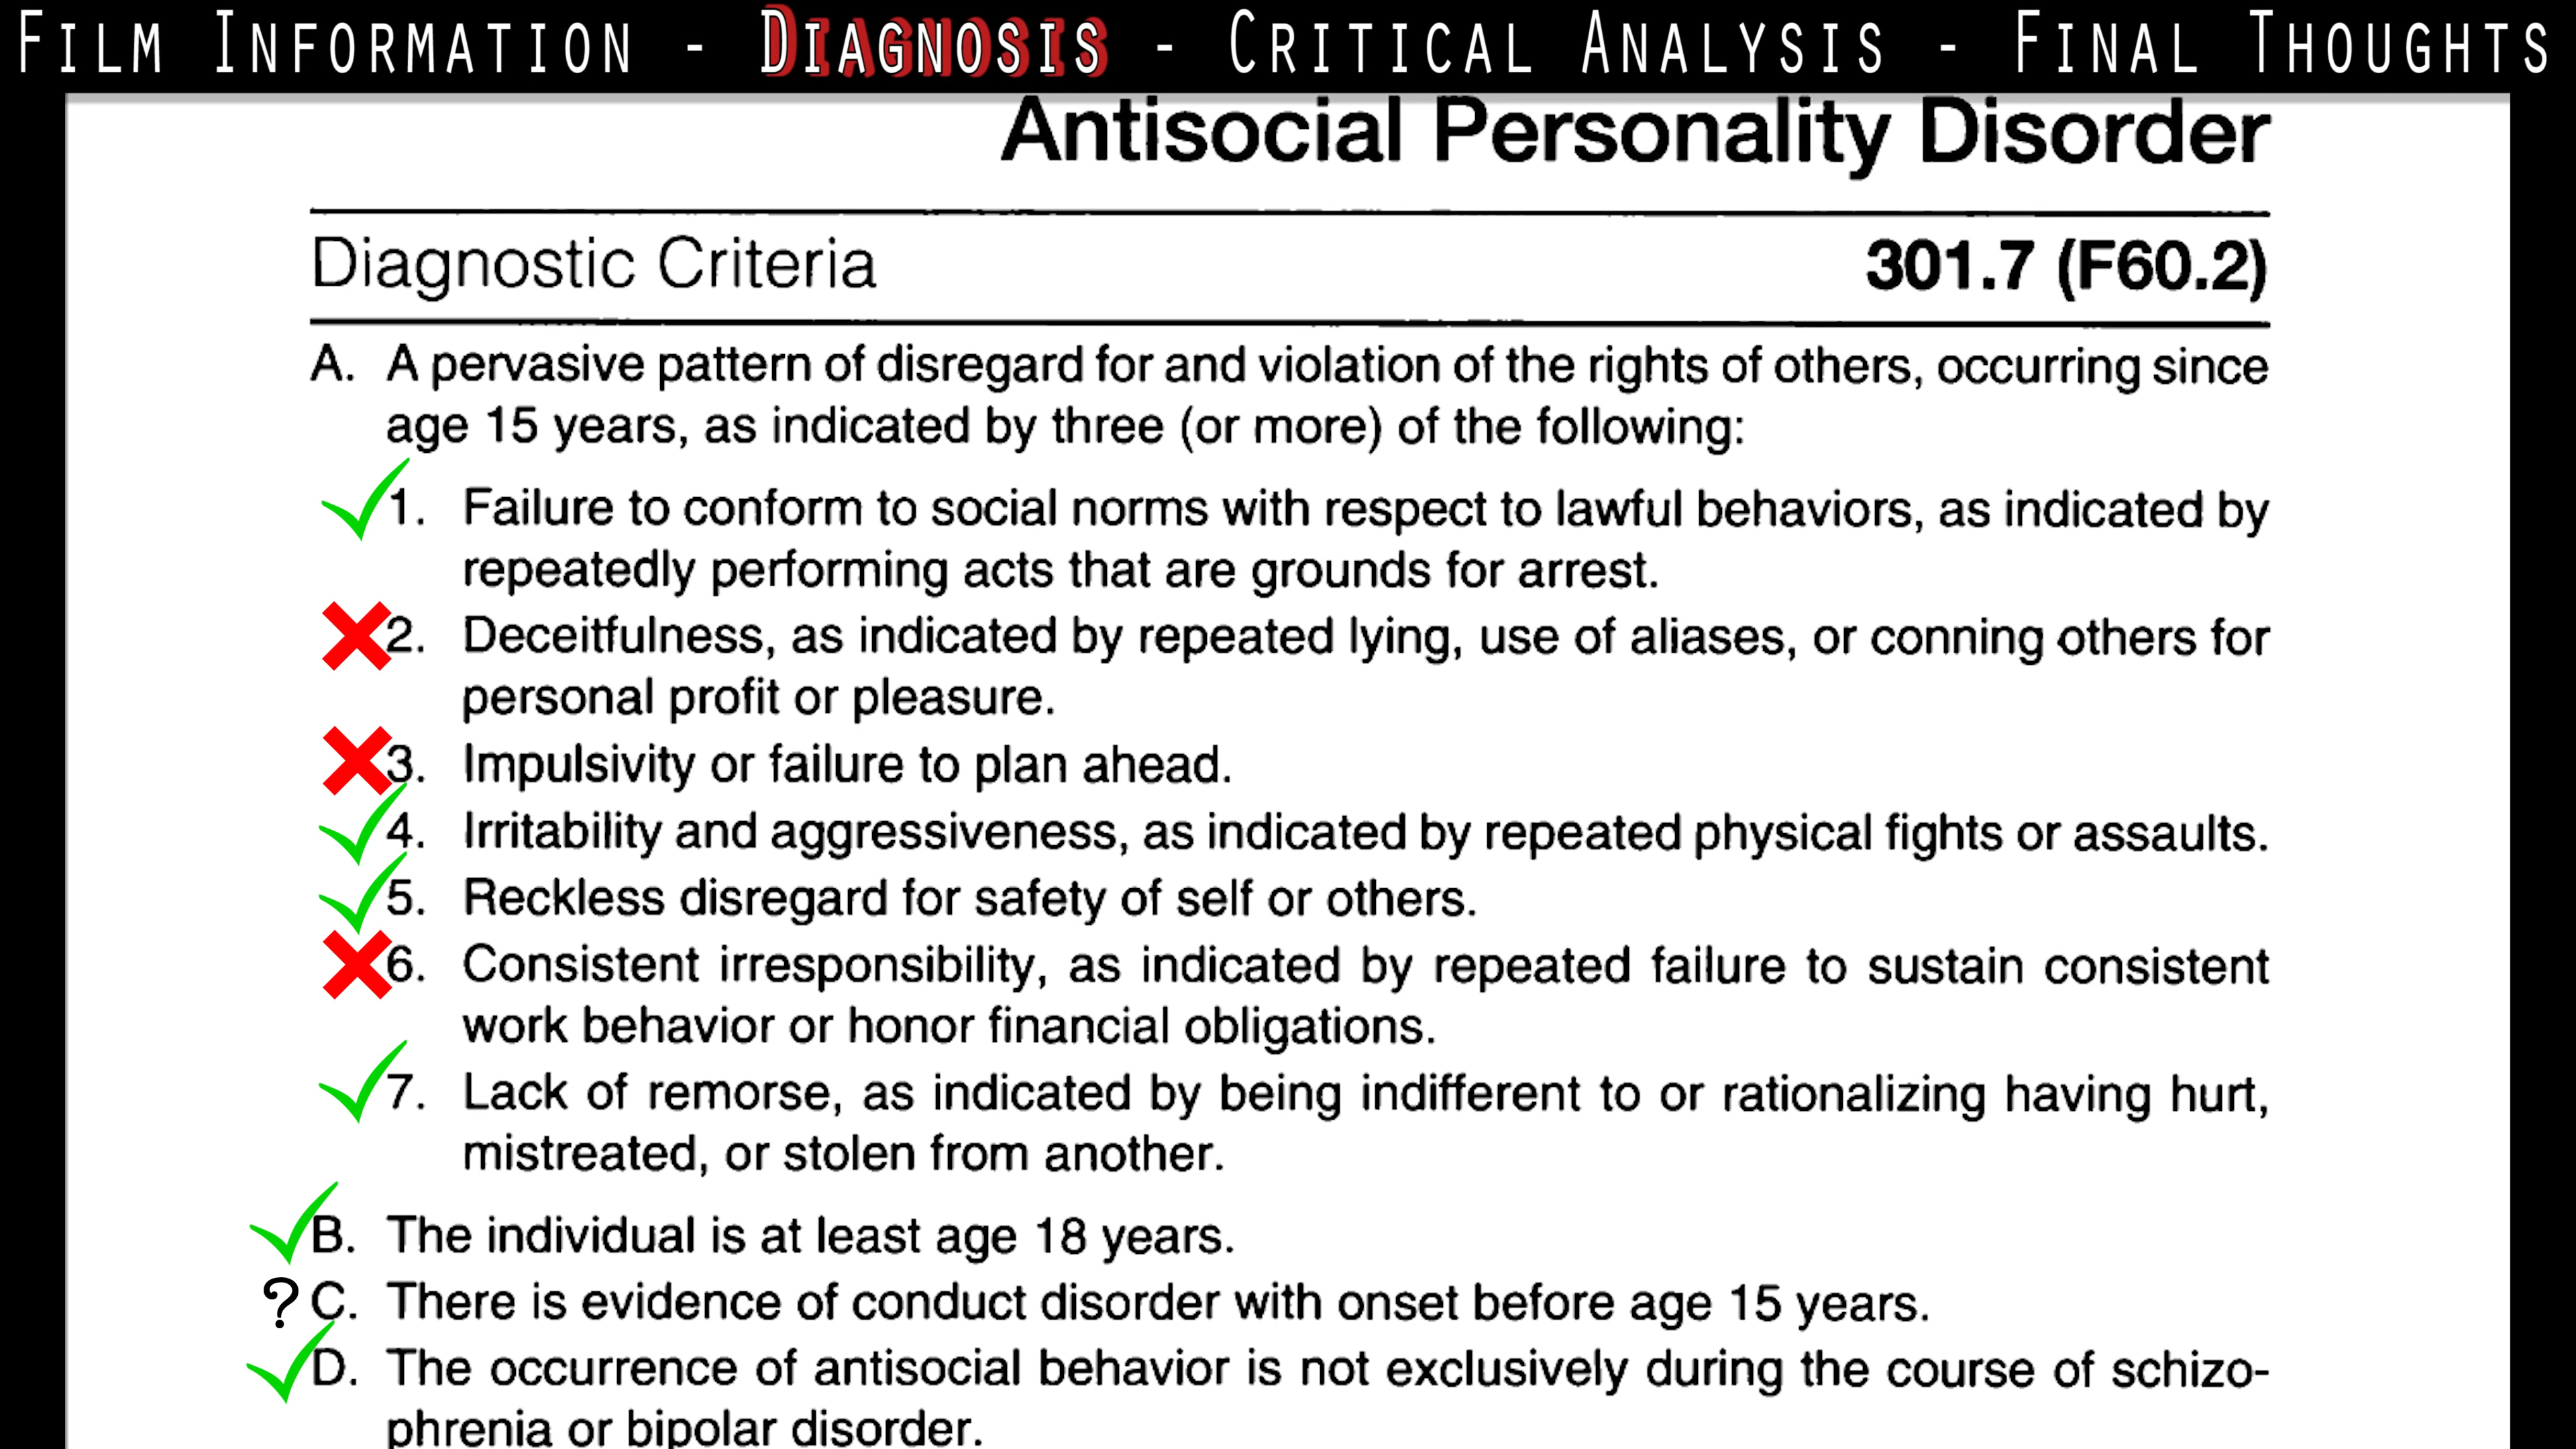 FILM INFORMATION - DIAGNOSIS - CRITICAL ANALYSIS - FINAL THOUGHTS
Antisocial Personality Disorder
Diagnostic Criteria 301.7 (F60.2)
A. A pervasive pattern of disregard for and violation of the rights of others, occurring since
age 15 years, as indicated by three (or more) of the following:
1. Failure to conform to social norms with respect to lawful behaviors, as indicated by
repeatedly performing acts that are grounds for arrest.
2. Deceitfulness, as indicated by repeated lying, use of aliases, or conning others for
personal profit or pleasure.
3. Impulsivity or failure to plan ahead.
4. Irritability and aggressiveness, as indicated by repeated physical fights or assaults.
5. Reckless disregard for safety of self or others.
6. Consistent irresponsibility, as indicated by repeated failure to sustain consistent
work behavior or honor financial obligations.
7. Lack of remorse, as indicated by being indifferent to or rationalizing having hurt,
mistreated, or stolen from another.
B. The individual is at least age 18 years.
? C. There is evidence of conduct disorder with onset before age 15 years.
D. The occurrence of antisocial behavior is not exclusively during the course of schizo-
phrenia or bipolar disorder.